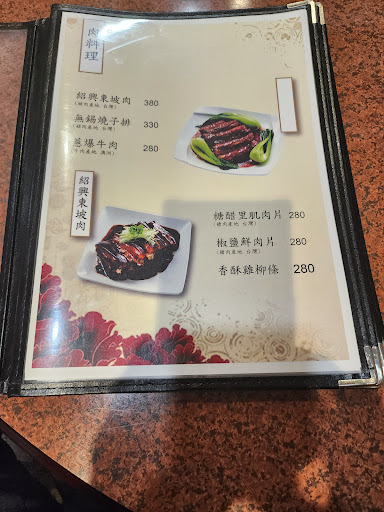 肉料理
紹興東坡肉 380
(豬肉產地 台灣)
無錫燒子排 330
(豬肉產地 台灣)
蔥爆牛肉 280
(牛肉產地 澳洲)
紹興東坡肉
糖醋里肌肉片 280
(豬肉產地 台灣)
椒鹽鮮肉片 280
(豬肉產地 台灣)
香酥雞柳條 280